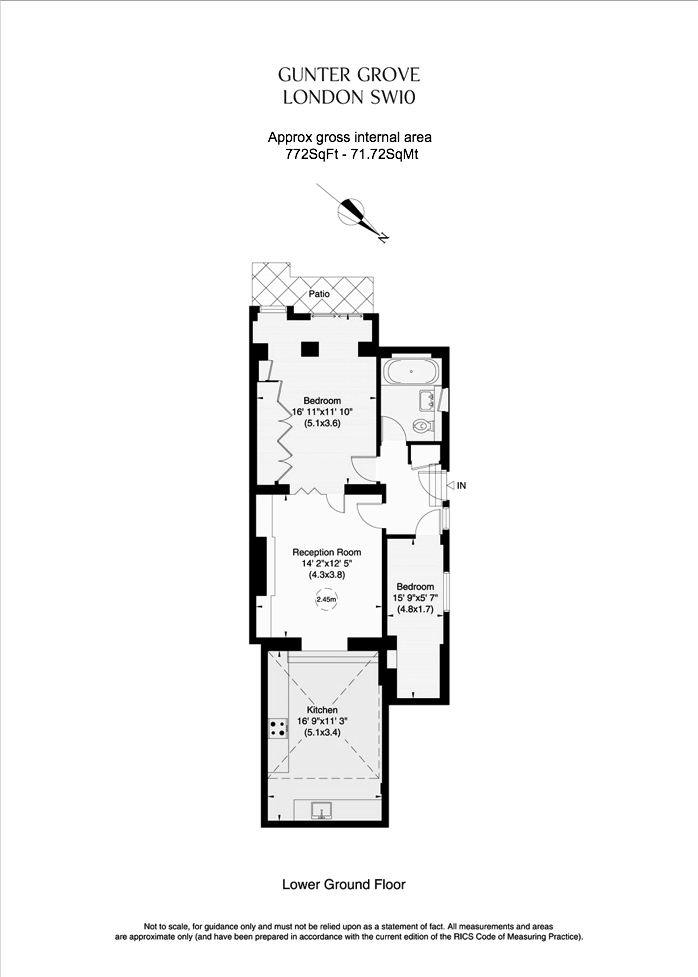 GUNTER GROVE
LONDON SW10
Approx gross internal area
772SqFt - 71.72SqMt
N
Patio
Bedroom
16' 11"x11' 10"
(5.1x3.6)
IN
Reception Room
14' 2"x12' 5"
(4.3x3.8)
2.45m
Bedroom
15' 9"x5' 7"
(4.8x1.7)
Kitchen
16' 9"x11' 3"
(5.1x3.4)
Lower Ground Floor
Not to scale, for guidance only and must not be relied upon as a statement of fact. All measurements and areas
are approximate only (and have been prepared in accordance with the current edition of the RICS Code of Measuring Practice).